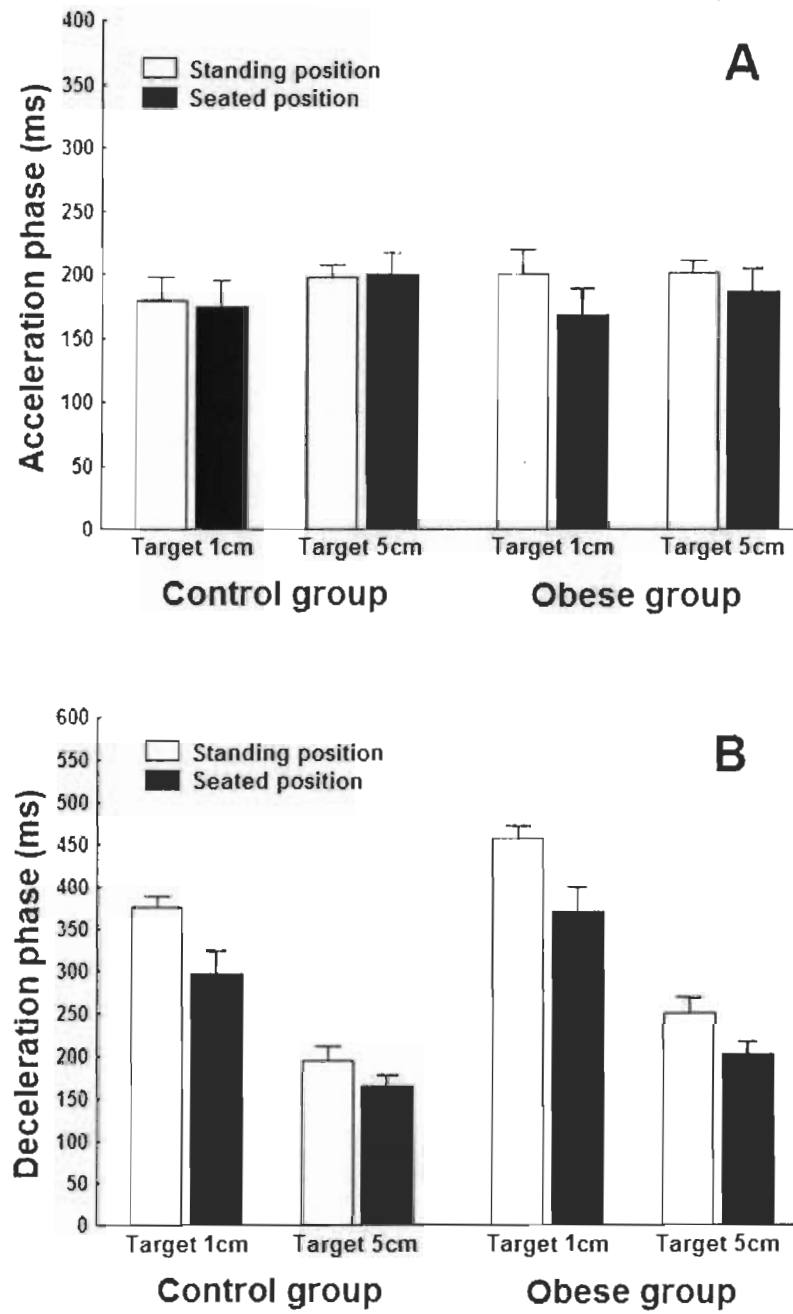 A
Acceleration phase (ms)
400
350
300
250
200
150
100
50
0
Standing position
Seated position
Target 1cm Target 5cm Target 1cm Target 5cm
Control group Obese group
B
Deceleration phase (ms)
600
550
500
450
400
350
300
250
200
150
100
50
0
Standing position
Seated position
Target 1cm Target 5cm Target 1cm Target 5cm
Control group Obese group